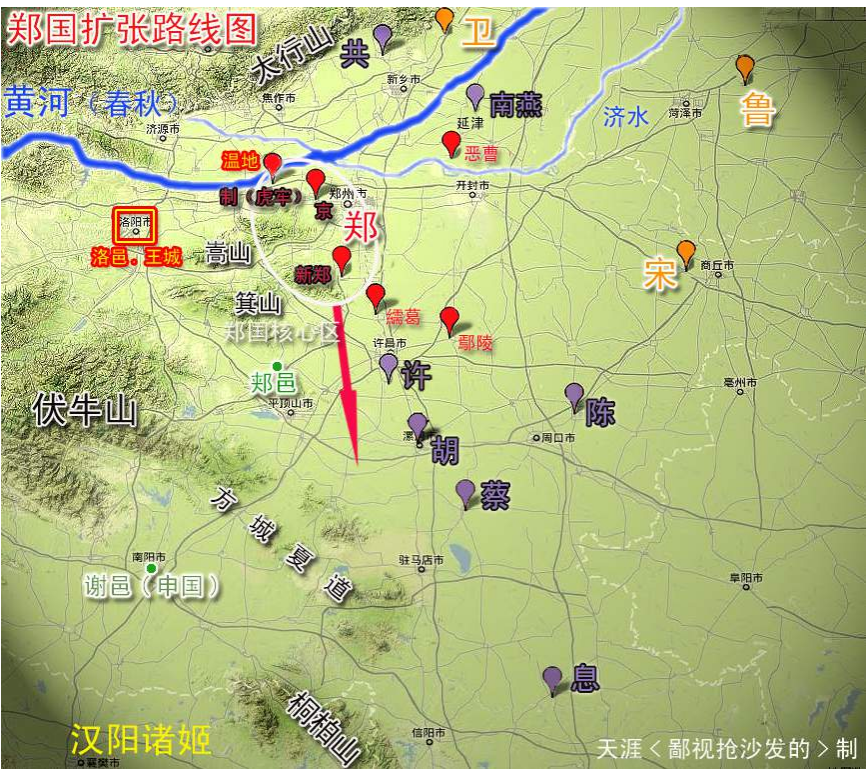 郑国扩张路线图
卫
太行山
共
鲁
新乡市
黄河（春秋）
焦作市
南燕
延津
济水
菏泽市
济源市
恶曹
温地
制（虎牢）
京
郑州市
开封市
洛阳市
郑
洛邑。王城
嵩山
新郑
宋
商丘市
箕山
繻葛
郑国核心区
许昌市
鄢陵
郏邑
许
亳州市
伏牛山
平顶山市
陈
胡
周口市
蔡
方城夏道
南阳市
驻马店市
谢邑（申国）
阜阳市
息
桐柏山
汉阳诸姬
信阳市
天涯＜鄙视抢沙发的＞制
襄樊市